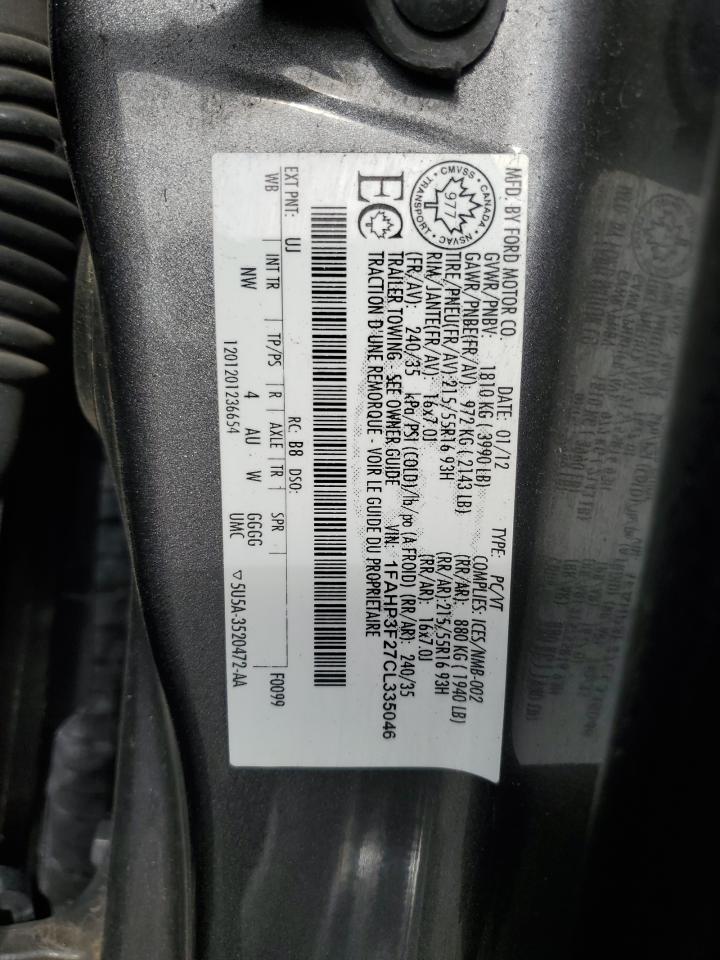 MFD. BY FORD MOTOR CO
DATE: 01/12 TYPE: PC/VT
GVWR/PNBV: 1810 KG ( 3990 LB) COMPLIES: ICES/NMB-002
GAWR/PNBE(FR/AV): 972 KG ( 2143 LB) (RR/AR): 880 KG ( 1940 LB)
TIRE/PNEU(FR/AV):215/55R16 93H (RR/AR):215/55R16 93H
RIM/JANTE(FR/AV): 16x7.0J (RR/AR): 16x7.0J
(FR/AV): 240/35 kPa/PSI (COLD)/lb/po (A FROID) (RR/AR): 240/35
TRAILER TOWING - SEE OWNER GUIDE VIN: 1FAHP3F27CL335046
TRACTION D'UNE REMORQUE - VOIR LE GUIDE DU PROPRIETAIRE
CANADA · NSVAC · TRANSPORT · CMVSS
977
EC
EXT PNT: UJ RC: B8 DSO: F0099
WB INT TR TP/PS R AXLE TR SPR
NW 4 AU W GGGG
1201201236654 UMC ▽5U5A-3520472-AA